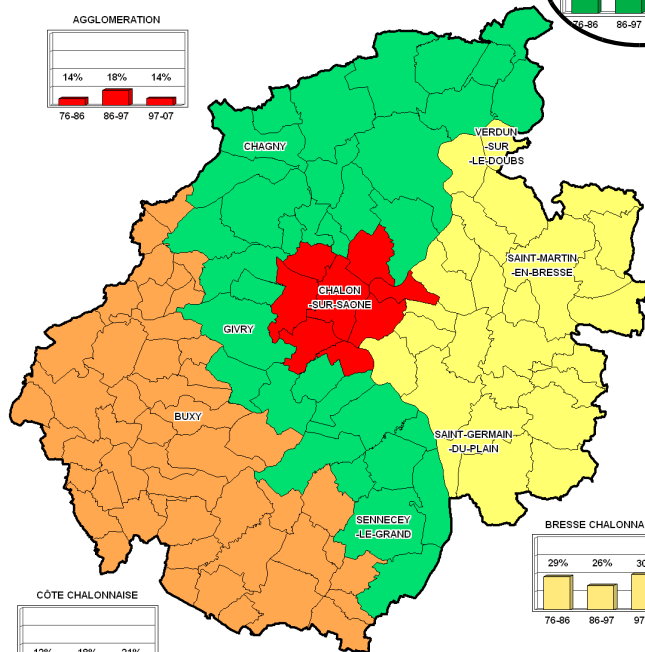 AGGLOMERATION
14% 18% 14%
76-86 86-97 97-07
76-86 86-97
CHAGNY
VERDUN
-SUR
-LE-DOUBS
SAINT-MARTIN
-EN-BRESSE
CHALON
-SUR-SAONE
GIVRY
BUXY
SAINT-GERMAIN
-DU-PLAIN
SENNECEY
-LE-GRAND
BRESSE CHALONNA
29% 26% 30
76-86 86-97 97
CÔTE CHALONNAISE